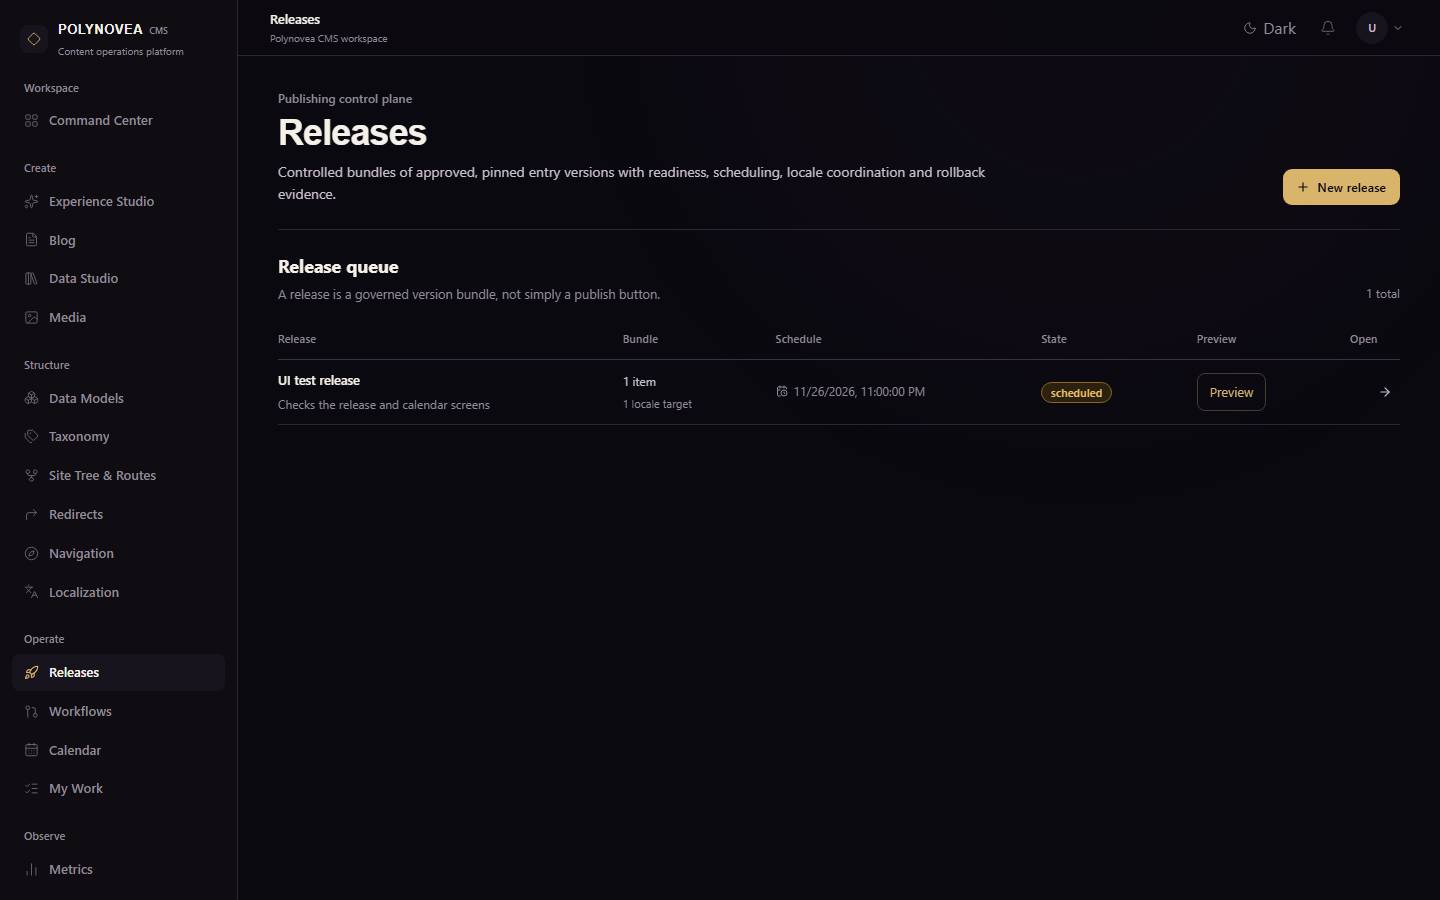 POLYNOVEA CMS
Content operations platform
Workspace
Command Center
Create
Experience Studio
Blog
Data Studio
Media
Structure
Data Models
Taxonomy
Site Tree & Routes
Redirects
Navigation
Localization
Operate
Releases
Workflows
Calendar
My Work
Observe
Metrics
Releases
Polynovea CMS workspace
Dark
U
Publishing control plane
Releases
Controlled bundles of approved, pinned entry versions with readiness, scheduling, locale coordination and rollback
evidence.
New release
Release queue
A release is a governed version bundle, not simply a publish button.
1 total
Release Bundle Schedule State Preview Open
UI test release
Checks the release and calendar screens
1 item
1 locale target
11/26/2026, 11:00:00 PM
scheduled
Preview